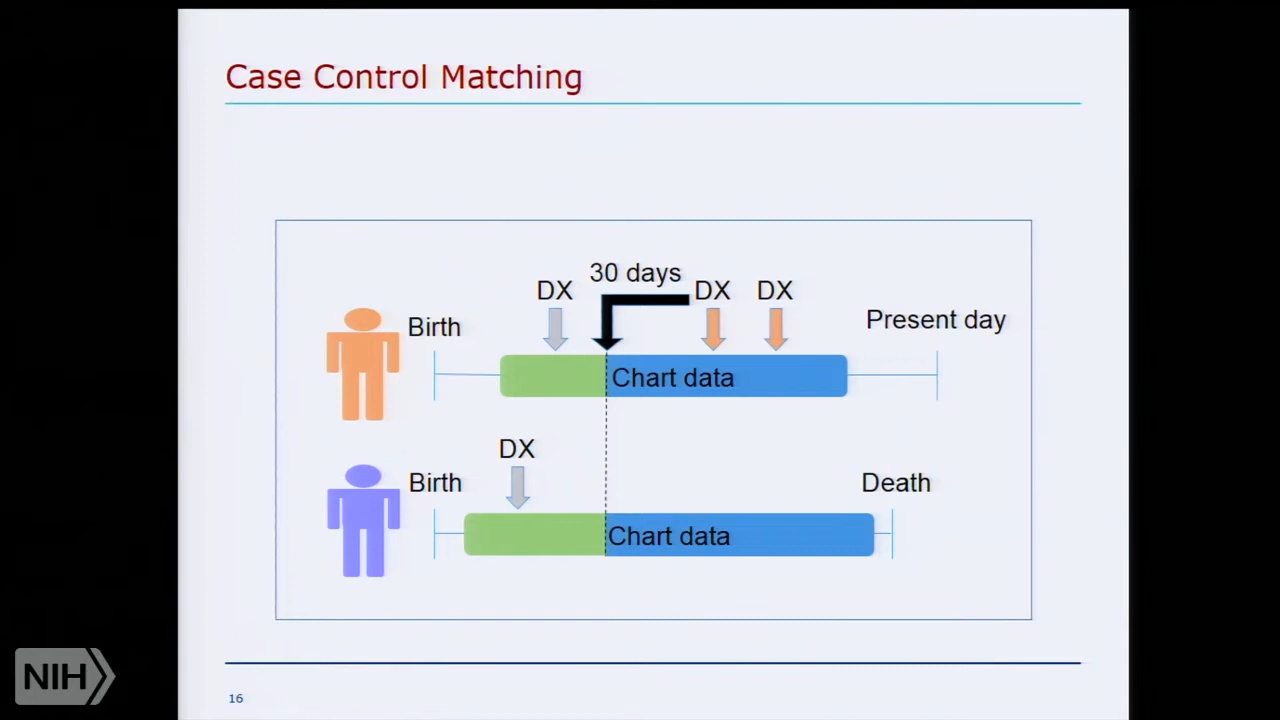 Case Control Matching
30 days
DX
DX
DX
Birth
Present day
Chart data
DX
Birth
Death
Chart data
NIH
16